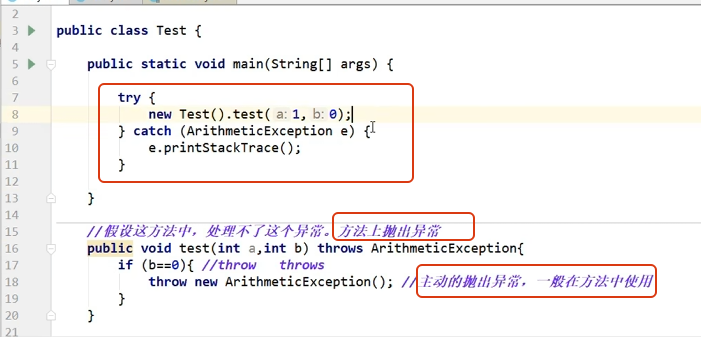 2
3 public class Test {
4
5 public static void main(String[] args) {
6
7 try {
8 new Test().test( a: 1, b: 0);
9 } catch (ArithmeticException e) {
10 e.printStackTrace();
11 }
12
13 }
14
15 //假设这方法中，处理不了这个异常。方法上抛出异常
16 public void test(int a,int b) throws ArithmeticException{
17 if (b==0){ //throw throws
18 throw new ArithmeticException(); //主动的抛出异常，一般在方法中使用
19 }
20 }
21